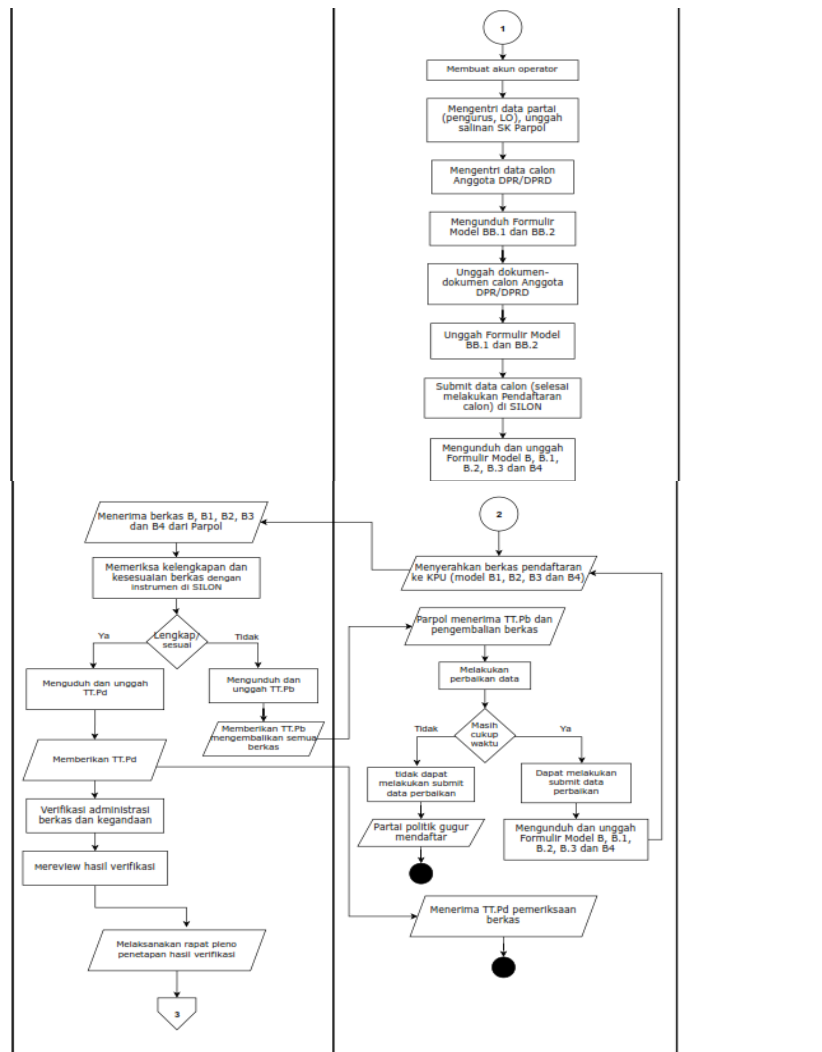 1
Membuat akun operator
Mengentri data partai
(pengurus, LO), unggah
salinan SK Parpol
Mengentri data calon
Anggota DPR/DPRD
Mengunduh Formulir
Model BB.1 dan BB.2
Unggah dokumen-
dokumen calon Anggota
DPR/DPRD
Unggah Formulir Model
BB.1 dan BB.2
Submit data calon (selesai
melakukan Pendaftaran
calon) di SILON
Mengunduh dan unggah
Formulir Model B, B.1,
B.2, B.3 dan B4
Menerima berkas B, B1, B2, B3
dan B4 dari Parpol
Memeriksa kelengkapan dan
kesesuaian berkas dengan
instrumen di SILON
Lengkap/
sesuai
Ya
Tidak
Menguduh dan unggah
TT.Pd
Mengunduh dan
unggah TT.Pb
Memberikan TT.Pb
mengembalikan semua
berkas
Memberikan TT.Pd
Verifikasi administrasi
berkas dan kegandaan
Mereview hasil verifikasi
Melaksanakan rapat pleno
penetapan hasil verifikasi
3
2
Menyerahkan berkas pendaftaran
ke KPU (model B1, B2, B3 dan B4)
Parpol menerima TT.Pb dan
pengembalian berkas
Melakukan
perbaikan data
Masih
cukup
waktu
Tidak
Ya
tidak dapat
melakukan submit
data perbaikan
Dapat melakukan
submit data
perbaikan
Partai politik gugur
mendaftar
Mengunduh dan unggah
Formulir Model B, B.1,
B.2, B.3 dan B4
Menerima TT.Pd pemeriksaan
berkas